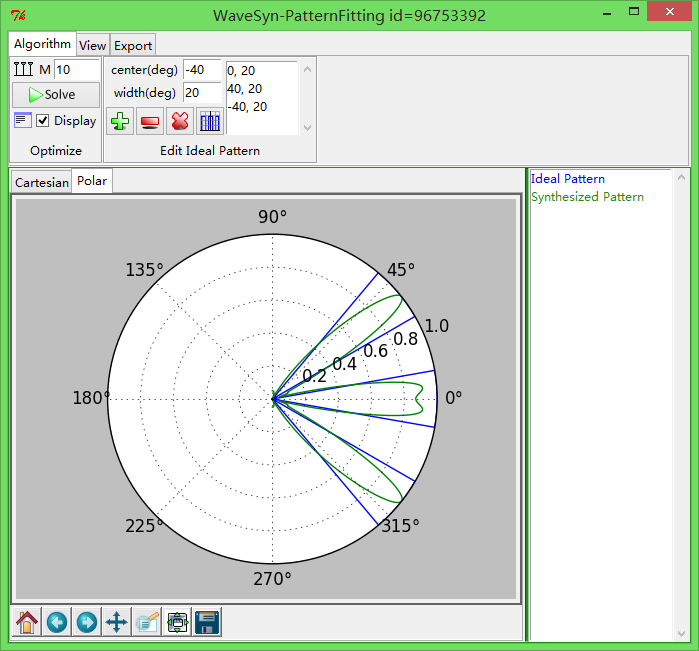 WaveSyn-PatternFitting id=96753392
Algorithm View Export
M 10
Solve
Display
Optimize
center(deg) -40
width(deg) 20
0, 20
40, 20
-40, 20
Edit Ideal Pattern
Cartesian Polar
Ideal Pattern
Synthesized Pattern
90°
135°
45°
1.0
0.8
0.6
0.4
0.2
180°
0°
225°
315°
270°